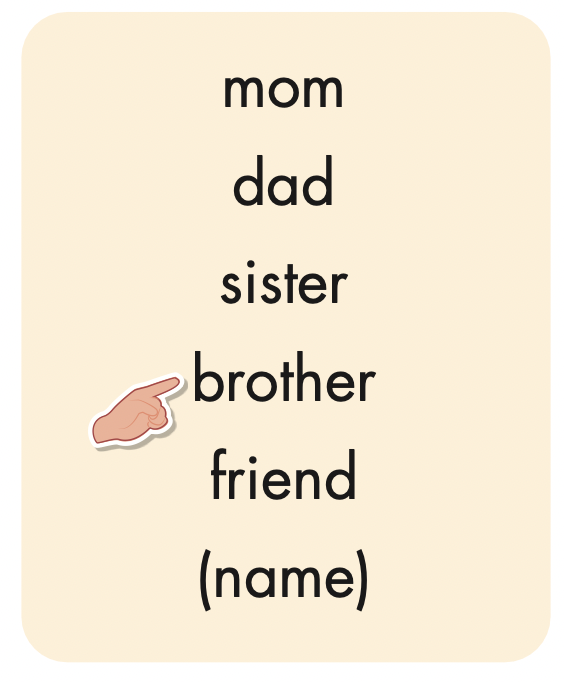 mom
dad
sister
brother
friend
(name)